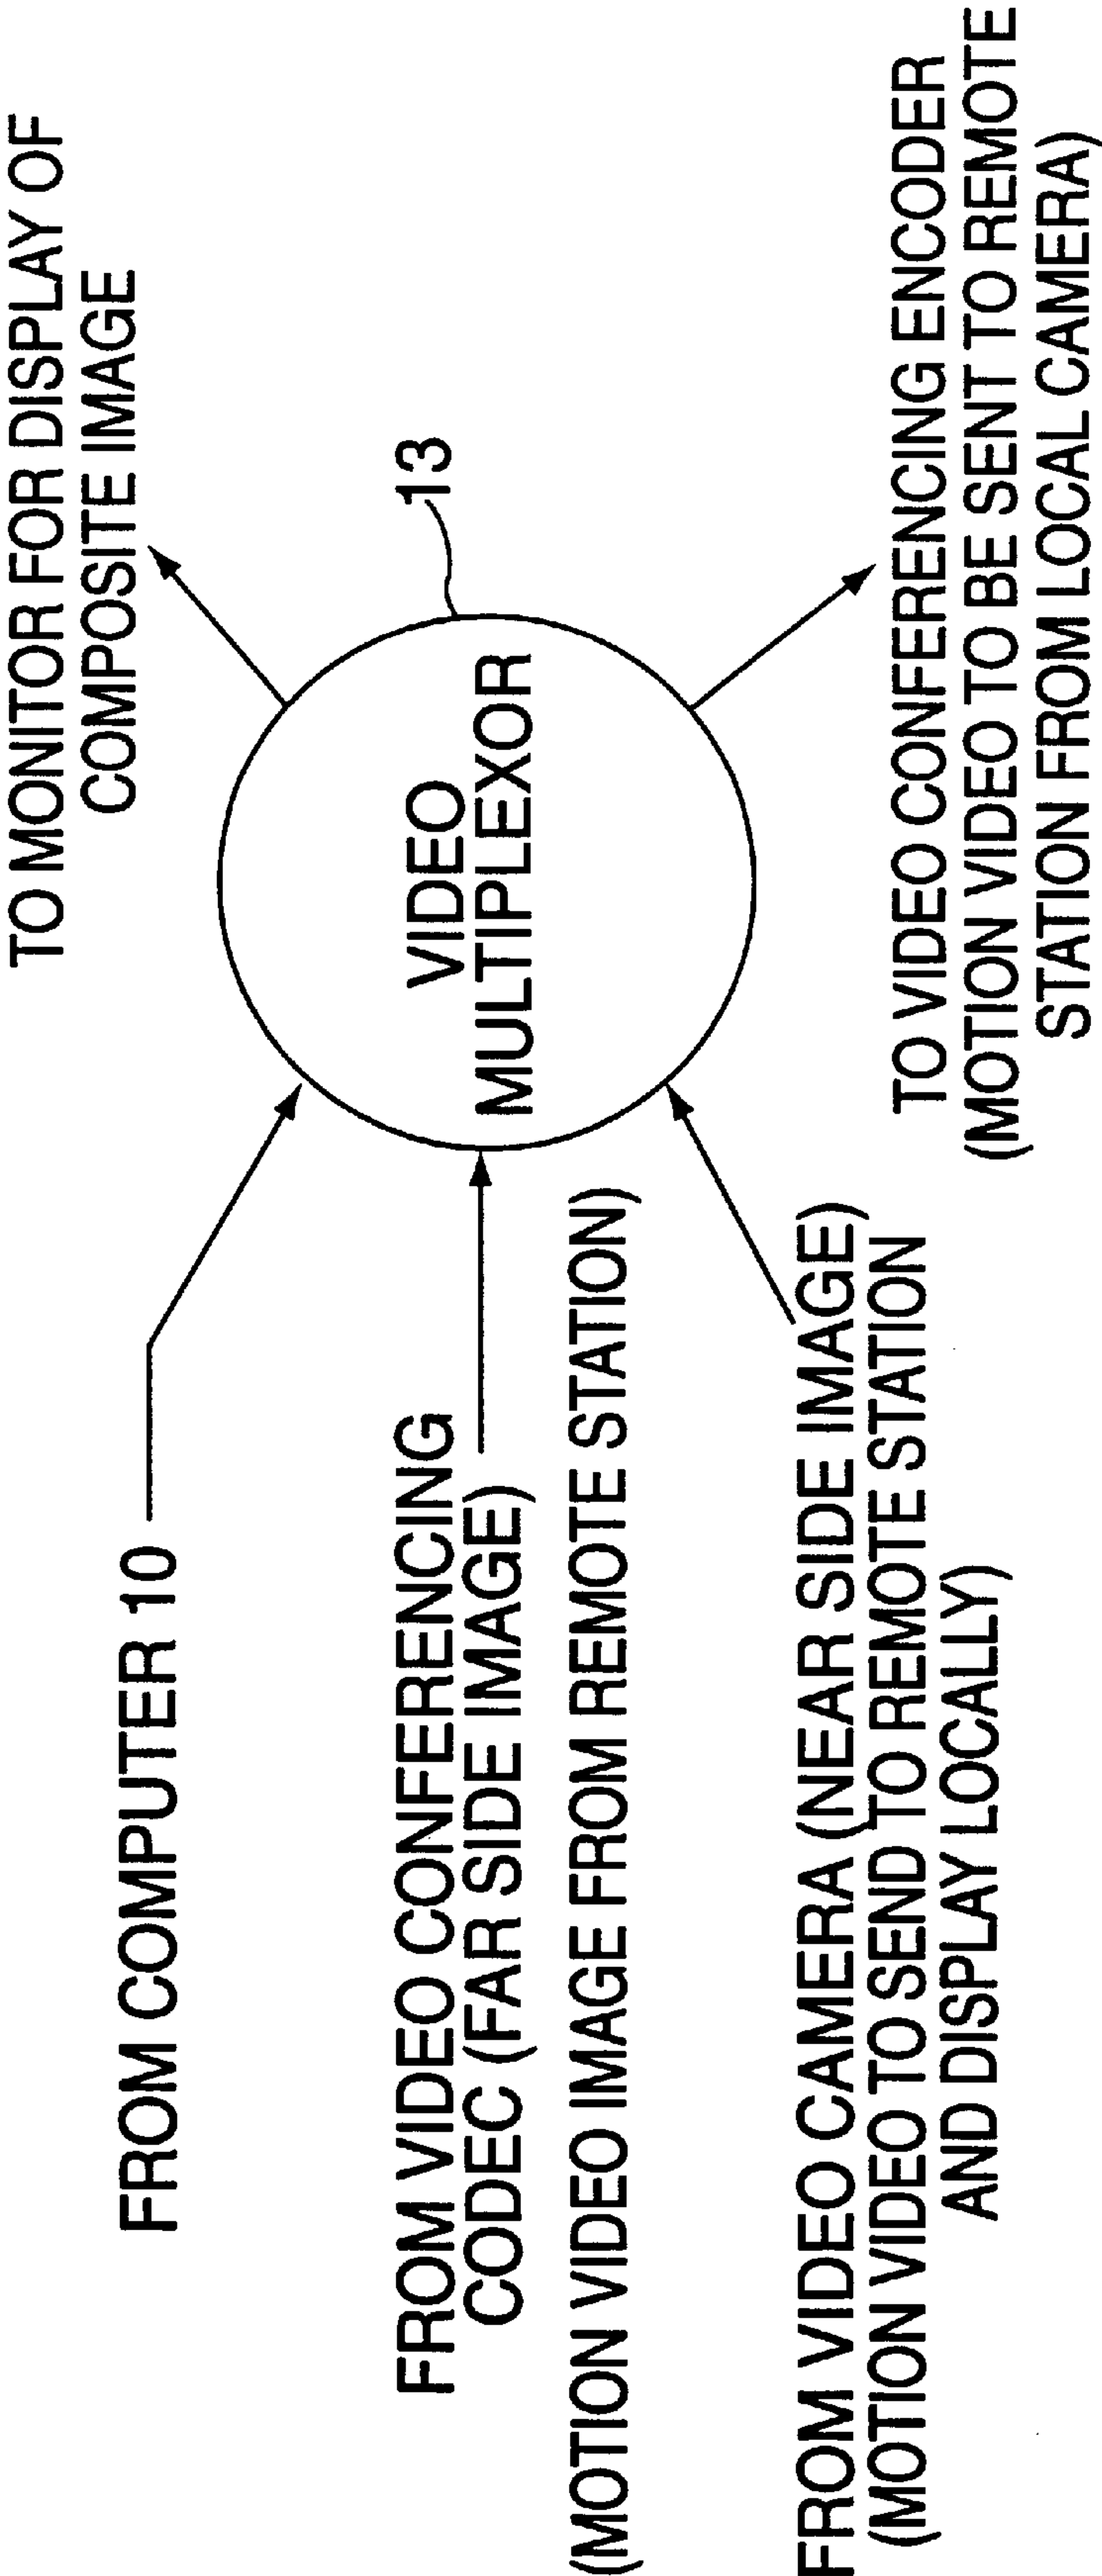 FROM COMPUTER 10
FROM VIDEO CONFERENCING
CODEC (FAR SIDE IMAGE)
(MOTION VIDEO IMAGE FROM REMOTE STATION)
FROM VIDEO CAMERA (NEAR SIDE IMAGE)
(MOTION VIDEO TO SEND TO REMOTE STATION
AND DISPLAY LOCALLY)
VIDEO
MULTIPLEXOR
13
TO MONITOR FOR DISPLAY OF
COMPOSITE IMAGE
TO VIDEO CONFERENCING ENCODER
(MOTION VIDEO TO BE SENT TO REMOTE
STATION FROM LOCAL CAMERA)